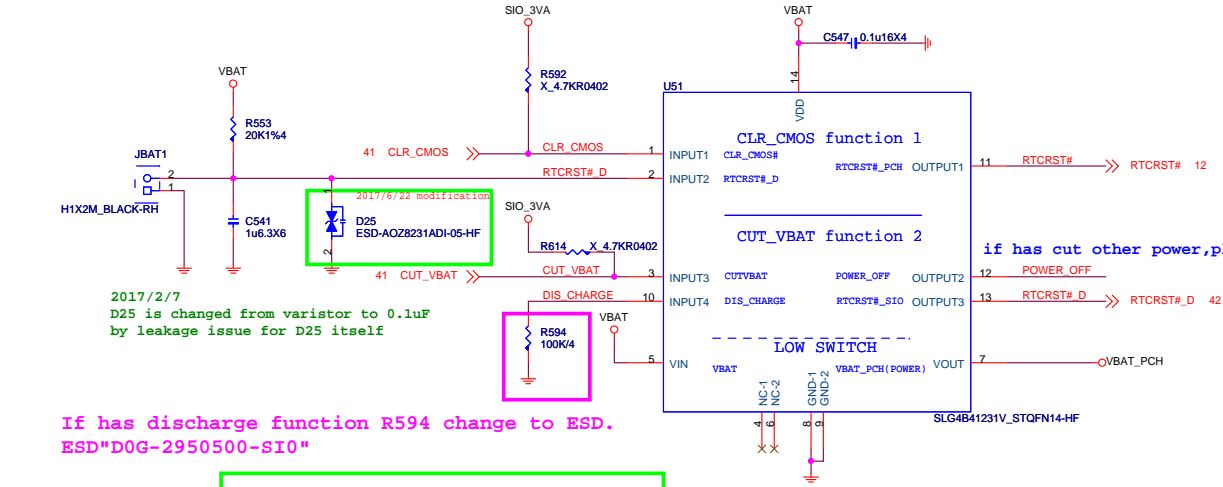 SIO_3VA
VBAT
C547
0.1u16X4
R592
X_4.7KR0402
VBAT
14
U51
VDD
R553
20K1%4
CLR_CMOS function 1
JBAT1
41 CLR_CMOS
CLR_CMOS
1
INPUT1
CLR_CMOS#
RTCRST#_PCH
OUTPUT1
11
RTCRST#
RTCRST# 12
2
RTCRST#_D
2
INPUT2
RTCRST#_D
1
1
2017/6/22 modification
H1X2M_BLACK-RH
C541
1u6.3X6
D25
ESD-AOZ8231ADI-05-HF
2
SIO_3VA
CUT_VBAT function 2
R614
X_4.7KR0402
if has cut other power,p
41 CUT_VBAT
CUT_VBAT
3
INPUT3
CUTVBAT
POWER_OFF
OUTPUT2
12
POWER_OFF
DIS_CHARGE
10
INPUT4
DIS_CHARGE
RTCRST#_SIO
OUTPUT3
13
RTCRST#_D
RTCRST#_D 42
2017/2/7
D25 is changed from varistor to 0.1uF
by leakage issue for D25 itself
R594
100K/4
VBAT
LOW SWITCH
5
VIN
VBAT
VBAT_PCH(POWER)
VOUT
7
VBAT_PCH
NC-1
NC-2
GND-1
GND-2
4
6
8
9
SLG4B41231V_STQFN14-HF
If has discharge function R594 change to ESD.
ESD"D0G-2950500-SI0"